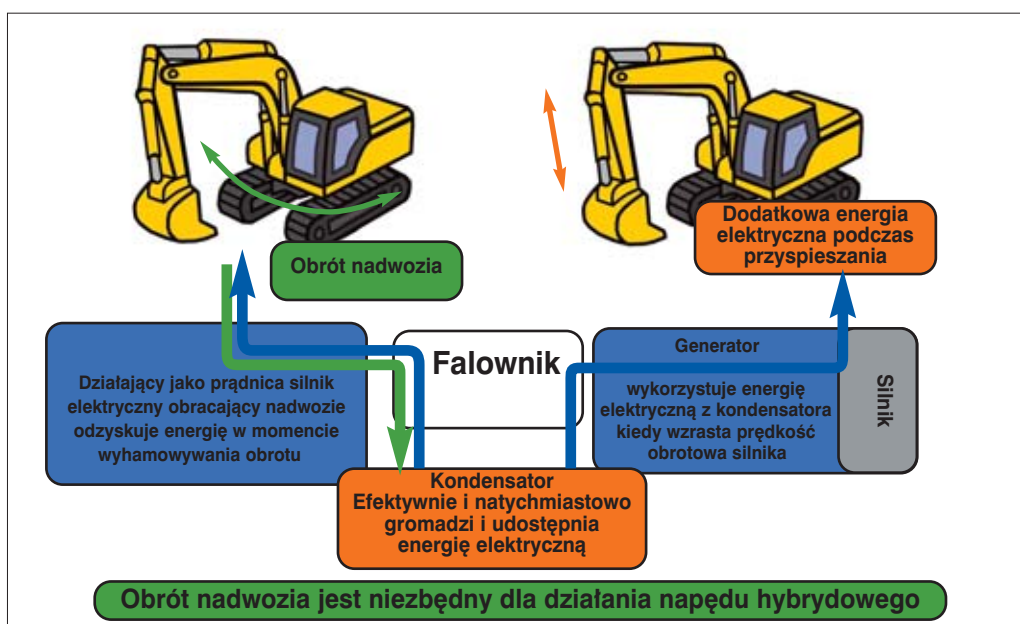 Obrót nadwozia
Dodatkowa energia
elektryczna podczas
przyspieszania
Działający jako prądnica silnik
elektryczny obracający nadwozie
odzyskuje energię w momencie
wyhamowywania obrotu
Falownik
Generator
wykorzystuje energię
elektryczną z kondensatora
kiedy wzrasta prędkość
obrotowa silnika
Silnik
Kondensator
Efektywnie i natychmiastowo
gromadzi i udostępnia
energię elektryczną
Obrót nadwozia jest niezbędny dla działania napędu hybrydowego